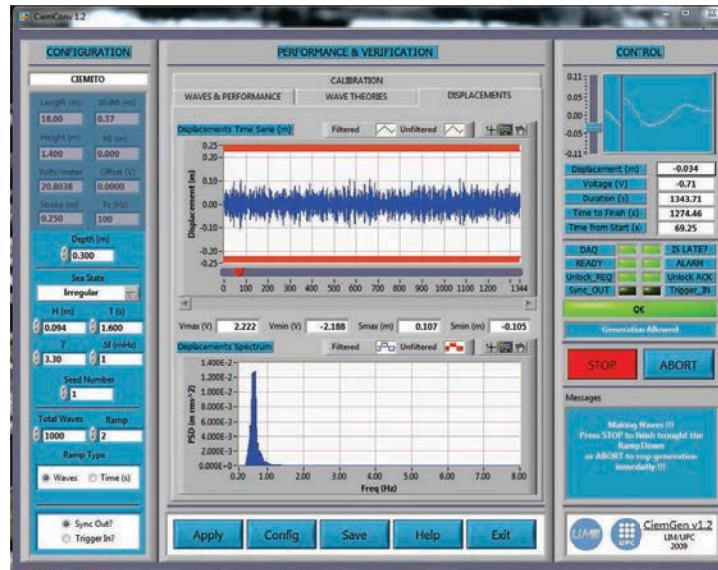 CiemConv 1.2
CONFIGURATION
CIEMITO
Length (m) Width (m)
18.00 0.37
Height (m) h0 (m)
1.400 0.000
Volts/meter Offset (V)
20.8038 0.0000
Stroke (m) Fc (Hz)
0.250 100
Depth (m)
0.300
Sea State
Irregular
H (m) T (s)
0.094 1.600
γ Δf (mHz)
3.30 1
Seed Number
1
Total Waves Ramp
1000 2
Ramp Type
Waves Time (s)
Sync Out?
Trigger In?
PERFORMANCE & VERIFICATION
CALIBRATION
WAVES & PERFORMANCE WAVE THEORIES DISPLACEMENTS
Displacements Time Serie (m) Filtered Unfiltered
Displacement (m)
0.25
0.20
0.10
0.00
-0.10
-0.20
-0.25
0 100 200 300 400 500 600 700 800 900 1000 1100 1200 1344
Vmax (V) 2.222 Vmin (V) -2.188 Smax (m) 0.107 Smin (m) -0.105
Displacements Spectrum Filtered Unfiltered
PSD (m rms^2)
1.400E-2
1.200E-2
1.000E-2
8.000E-3
6.000E-3
4.000E-3
2.000E-3
0.000E+0
0.20 1.00 2.00 3.00 4.00 5.00 6.00 7.00 8.00
Freq (Hz)
Apply Config Save Help Exit
CONTROL
0.11
0.05
0.00
-0.05
-0.11
Displacement (m) -0.034
Voltage (V) -0.71
Duration (s) 1343.71
Time to Finish (s) 1274.46
Time from Start (s) 69.25
DAQ IS LATE?
READY ALARM
Unlock_REQ Unlock ACK
Sync_OUT Trigger_IN
OK
Generation Allowed
STOP ABORT
Messages
Making Waves !!!
Press STOP to finish trought the
RampDown
or ABORT to stop generation
inmedatly !!!
LIM UPC
CiemGen v1.2
LIM/UPC
2009